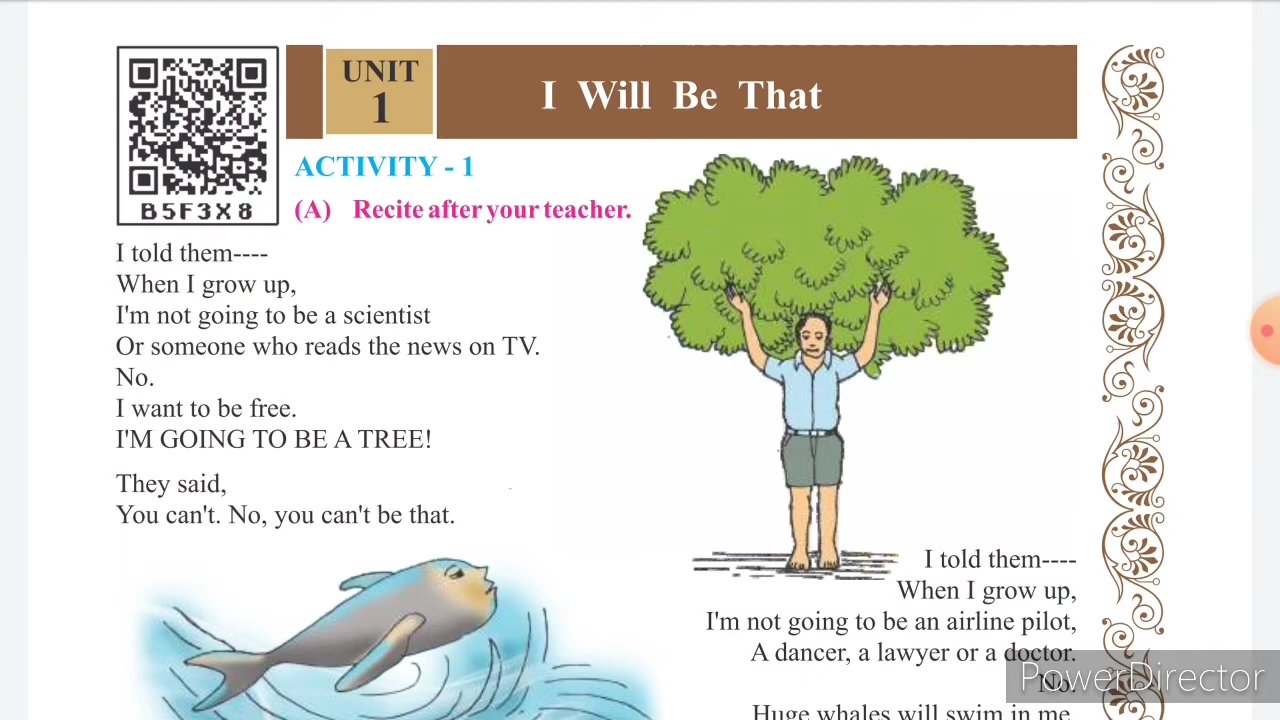 UNIT
1
I Will Be That
B5F3X8
ACTIVITY - 1
(A) Recite after your teacher.
I told them----
When I grow up,
I'm not going to be a scientist
Or someone who reads the news on TV.
No.
I want to be free.
I'M GOING TO BE A TREE!
They said,
You can't. No, you can't be that.
I told them----
When I grow up,
I'm not going to be an airline pilot,
A dancer, a lawyer or a doctor.
No.
Huge whales will swim in me.
PowerDirector